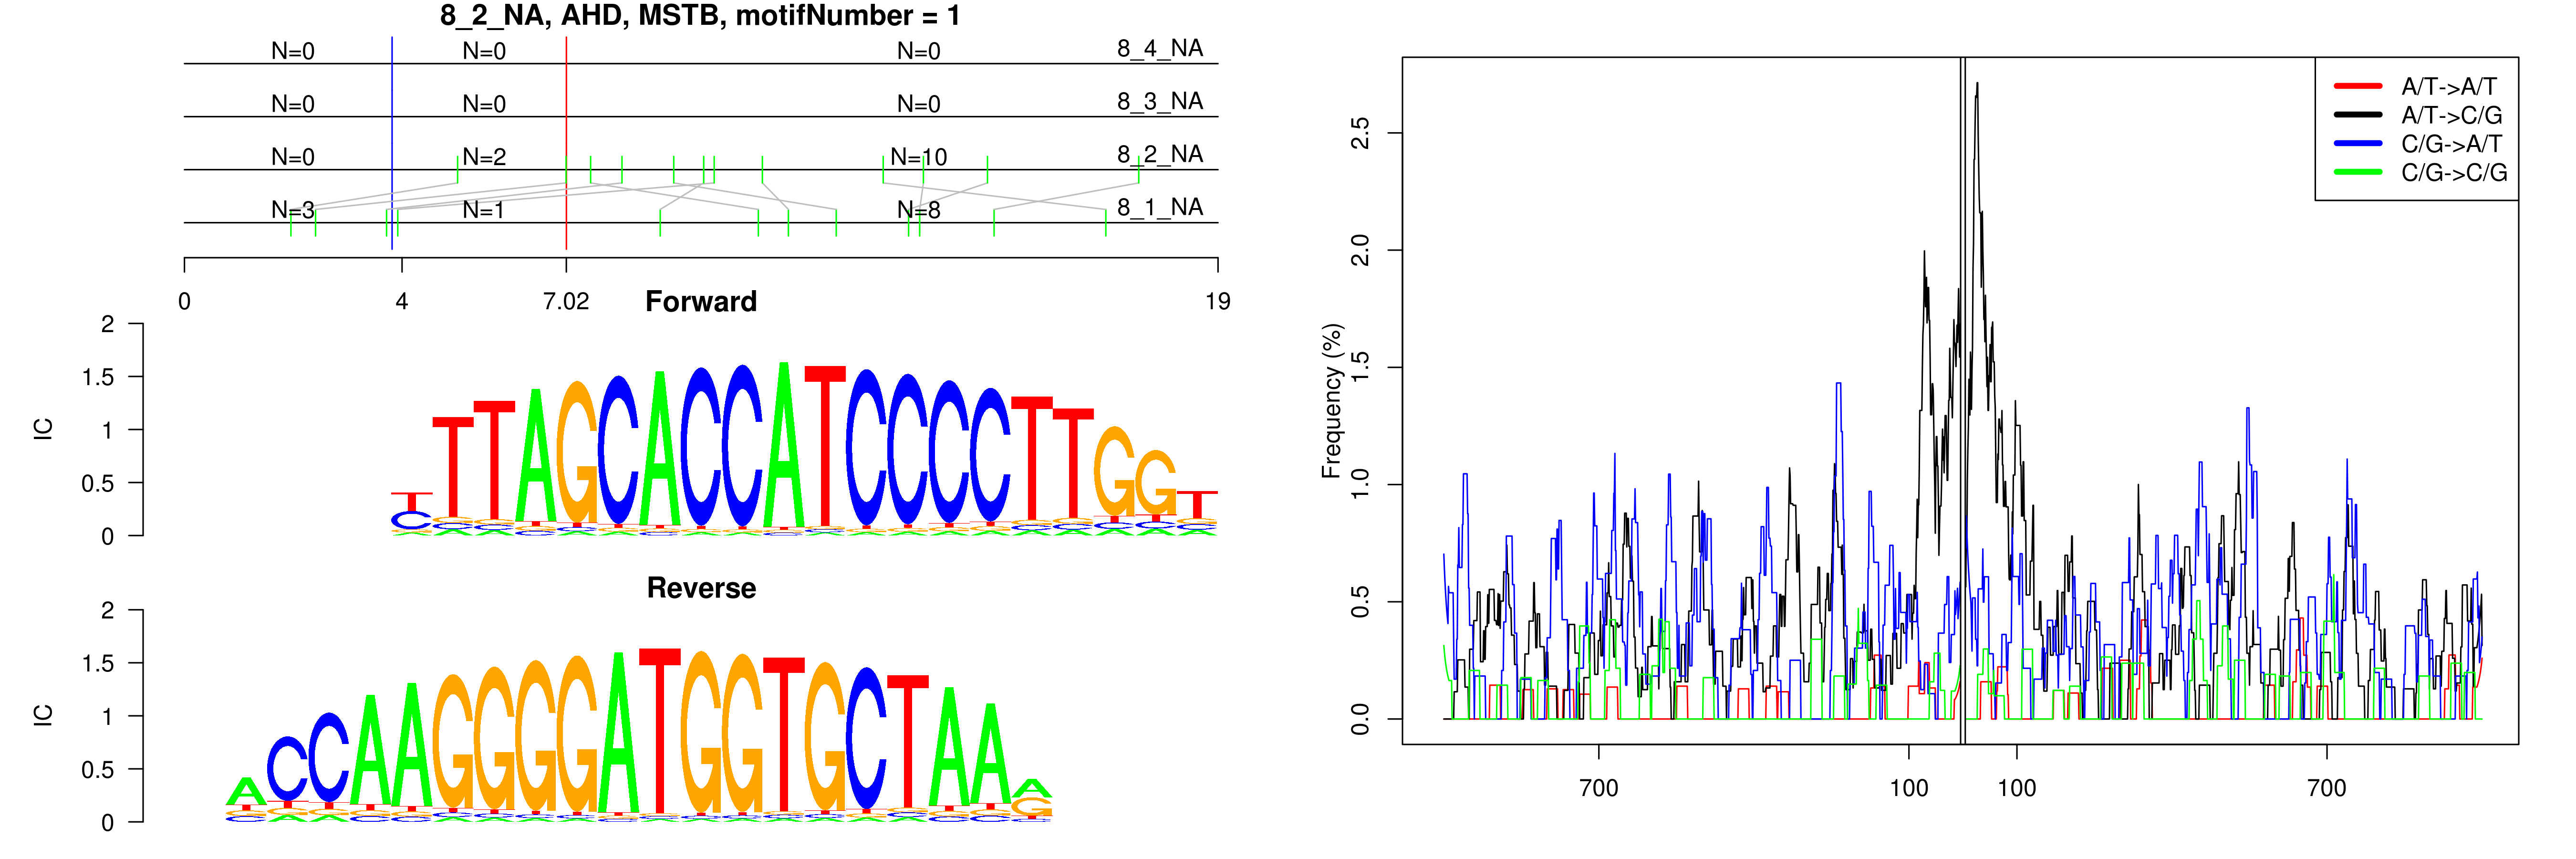 8_2_NA, AHD, MSTB, motifNumber = 1
N=0 N=0 N=0 8_4_NA
N=0 N=0 N=0 8_3_NA
N=0 N=2 N=10 8_2_NA
N=3 N=1 N=8 8_1_NA
0 4 7.02 19
Forward
IC
2
1.5
1
0.5
0
TTTAGCACCATCCCCTTGGT
Reverse
IC
2
1.5
1
0.5
0
ACCAAGGGGATGGTGCTAAA
Frequency (%)
2.5
2.0
1.5
1.0
0.5
0.0
700 100 100 700
A/T->A/T
A/T->C/G
C/G->A/T
C/G->C/G